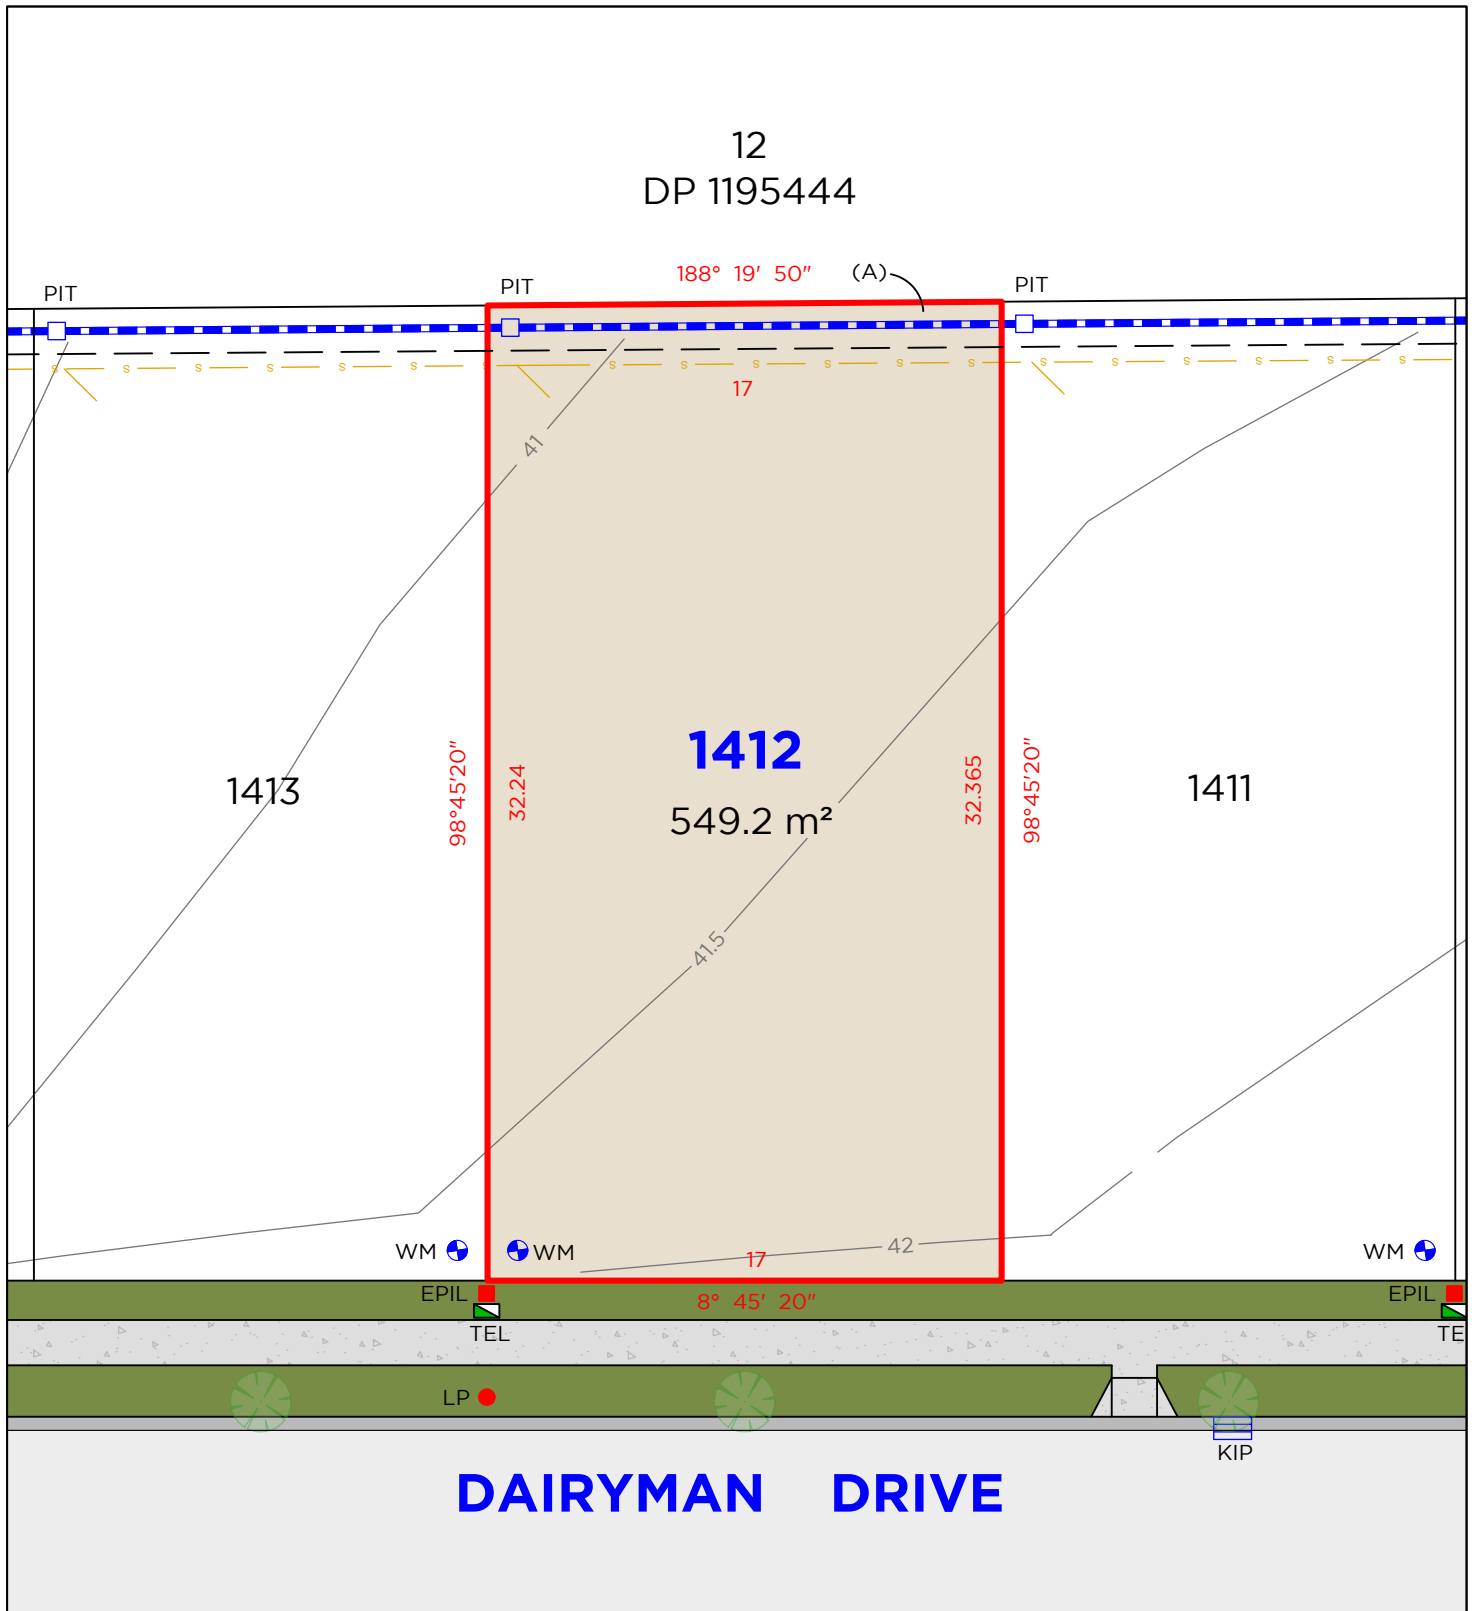 12
DP 1195444
188° 19' 50"
(A)
PIT
PIT
PIT
s s s s s s s s s s s s s s s s s s s s
17
41
1412
549.2 m²
1413
1411
98°45'20"
32.24
32.365
98°45'20"
41.5
WM
WM
17
42
WM
EPIL
8° 45' 20"
EPIL
TEL
TE
LP
KIP
DAIRYMAN DRIVE